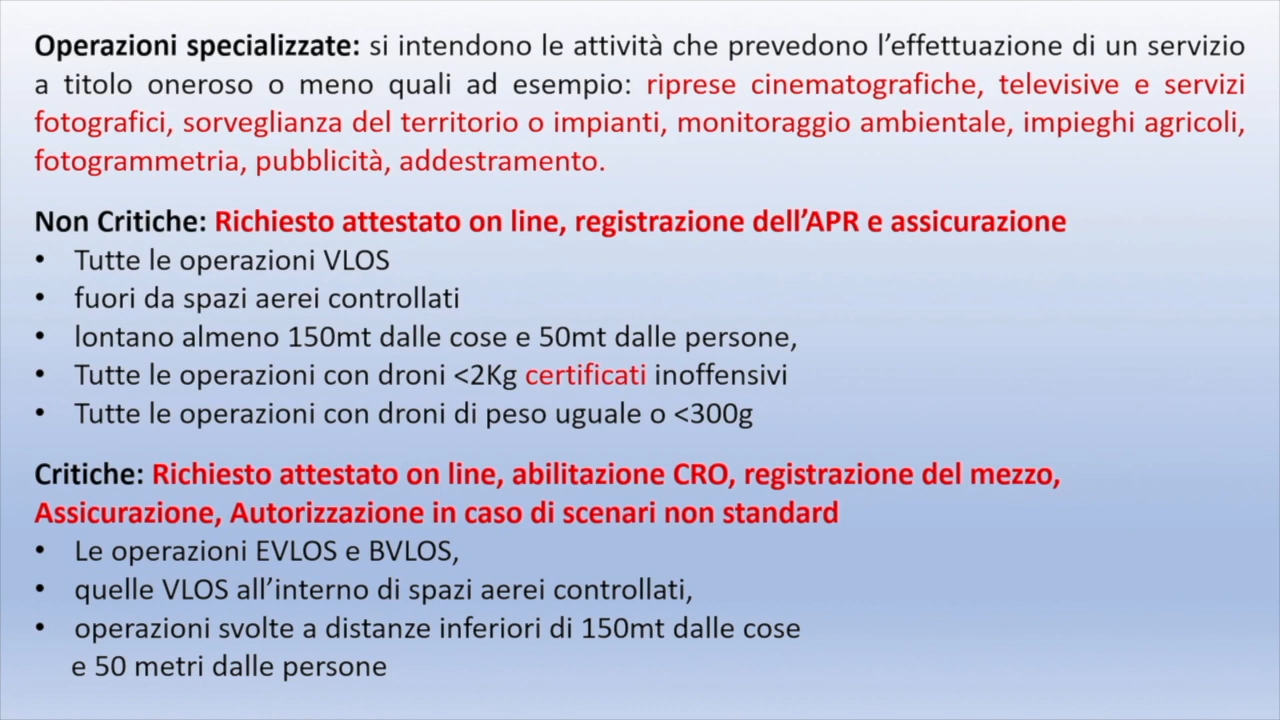 Operazioni specializzate: si intendono le attività che prevedono l’effettuazione di un servizio
a titolo oneroso o meno quali ad esempio: riprese cinematografiche, televisive e servizi
fotografici, sorveglianza del territorio o impianti, monitoraggio ambientale, impieghi agricoli,
fotogrammetria, pubblicità, addestramento.
Non Critiche: Richiesto attestato on line, registrazione dell’APR e assicurazione
• Tutte le operazioni VLOS
• fuori da spazi aerei controllati
• lontano almeno 150mt dalle cose e 50mt dalle persone,
• Tutte le operazioni con droni <2Kg certificati inoffensivi
• Tutte le operazioni con droni di peso uguale o <300g
Critiche: Richiesto attestato on line, abilitazione CRO, registrazione del mezzo,
Assicurazione, Autorizzazione in caso di scenari non standard
• Le operazioni EVLOS e BVLOS,
• quelle VLOS all’interno di spazi aerei controllati,
• operazioni svolte a distanze inferiori di 150mt dalle cose
e 50 metri dalle persone